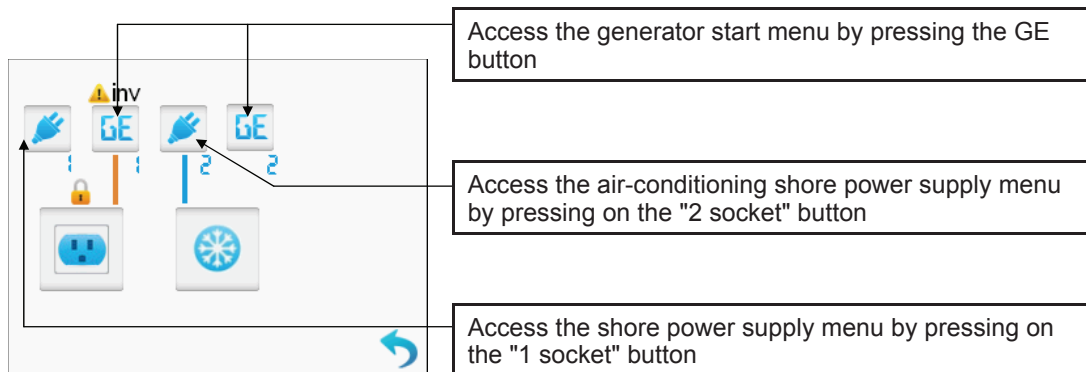 Access the generator start menu by pressing the GE
button
inv
GE
GE
1
1
2
2
Access the air-conditioning shore power supply menu
by pressing on the "2 socket" button
Access the shore power supply menu by pressing on
the "1 socket" button